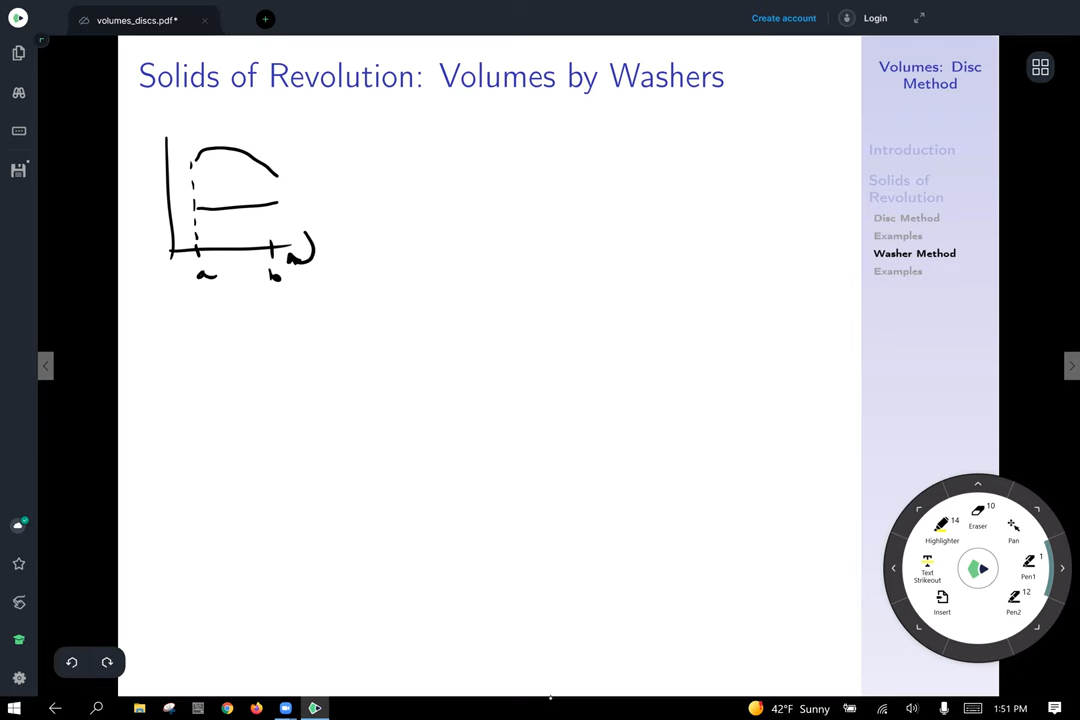 volumes_discs.pdf*
Create account
Login
Solids of Revolution: Volumes by Washers
Volumes: Disc
Method
Introduction
Solids of
Revolution
Disc Method
Examples
Washer Method
Examples
a
b
10
Eraser
14
Highlighter
Pan
Text
Strikeout
1
Pen1
Insert
12
Pen2
42°F Sunny
1:51 PM